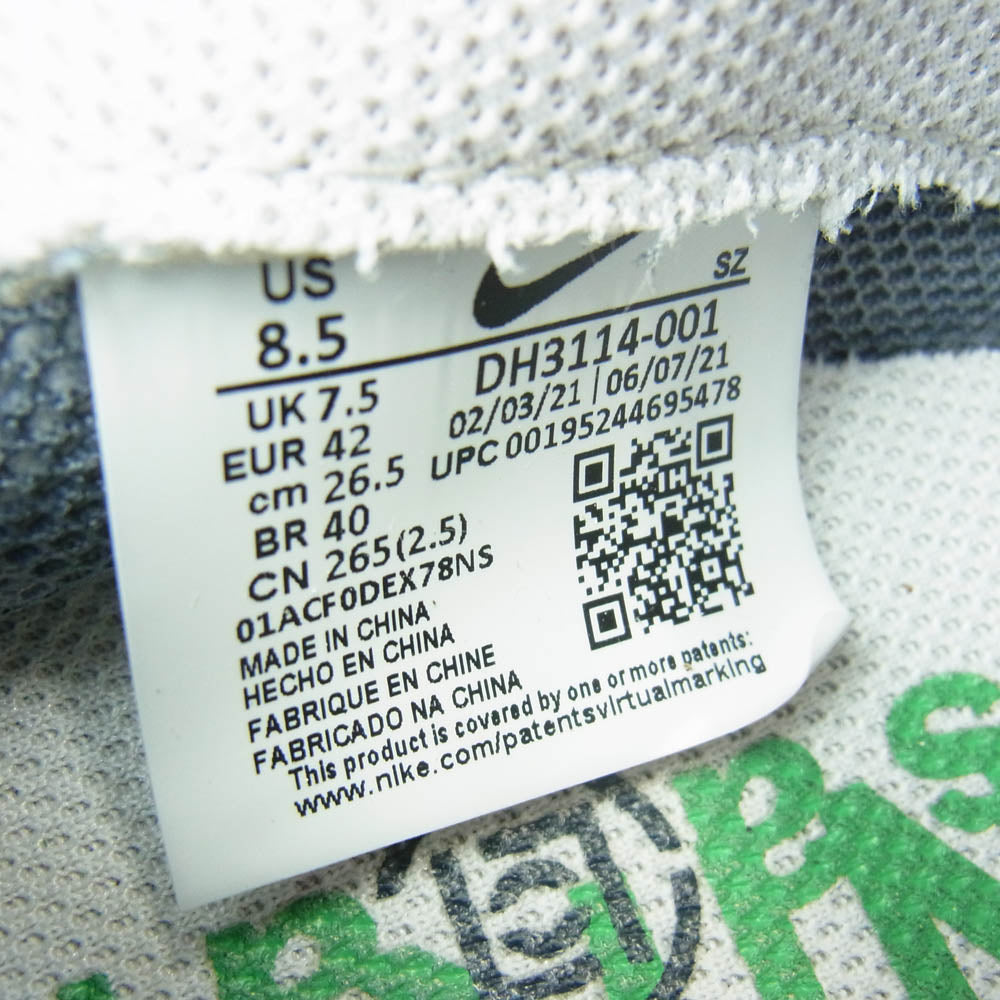 US
8.5
SZ
UK 7.5
EUR 42
cm 26.5
BR 40
CN 265(2.5)
DH3114-001
02/03/21 | 06/07/21
UPC 00195244695478
01ACF0DEX78NS
MADE IN CHINA
HECHO EN CHINA
FABRIQUE EN CHINE
FABRICADO NA CHINA
This product is covered by one or more patents:
www.nike.com/patentsvirtualmarking